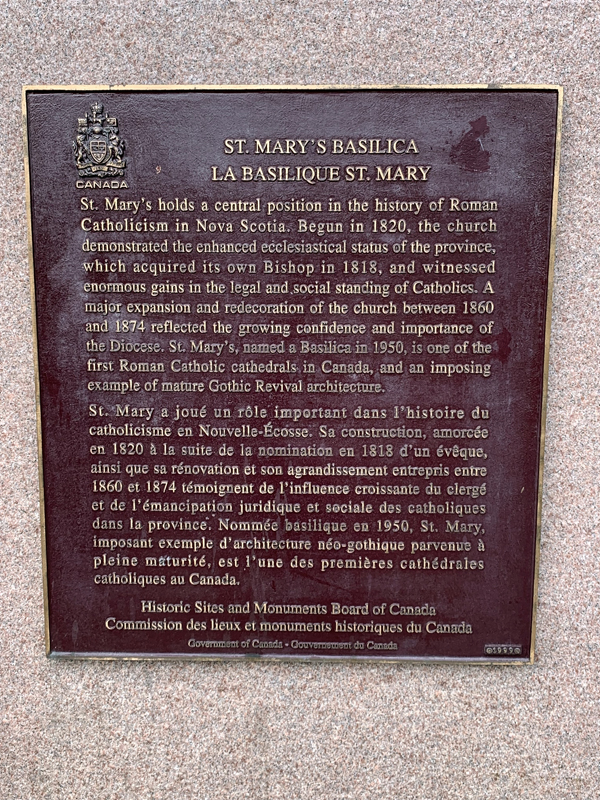 CANADA
ST. MARY'S BASILICA
LA BASILIQUE ST. MARY
St. Mary's holds a central position in the history of Roman
Catholicism in Nova Scotia. Begun in 1820, the church
demonstrated the enhanced ecclesiastical status of the province,
which acquired its own Bishop in 1818, and witnessed
enormous gains in the legal and social standing of Catholics. A
major expansion and redecoration of the church between 1860
and 1874 reflected the growing confidence and importance of
the Diocese. St. Mary's, named a Basilica in 1950, is one of the
first Roman Catholic cathedrals in Canada, and an imposing
example of mature Gothic Revival architecture.
St. Mary a joué un rôle important dans l'histoire du
catholicisme en Nouvelle-Écosse. Sa construction, amorcée
en 1820 à la suite de la nomination en 1818 d'un évêque,
ainsi que sa rénovation et son agrandissement entrepris entre
1860 et 1874 témoignent de l'influence croissante du clergé
et de l'émancipation juridique et sociale des catholiques
dans la province. Nommée basilique en 1950, St. Mary,
imposant exemple d'architecture néo-gothique parvenue à
pleine maturité, est l'une des premières cathédrales
catholiques au Canada.
Historic Sites and Monuments Board of Canada
Commission des lieux et monuments historiques du Canada
Government of Canada - Gouvernement du Canada
1999